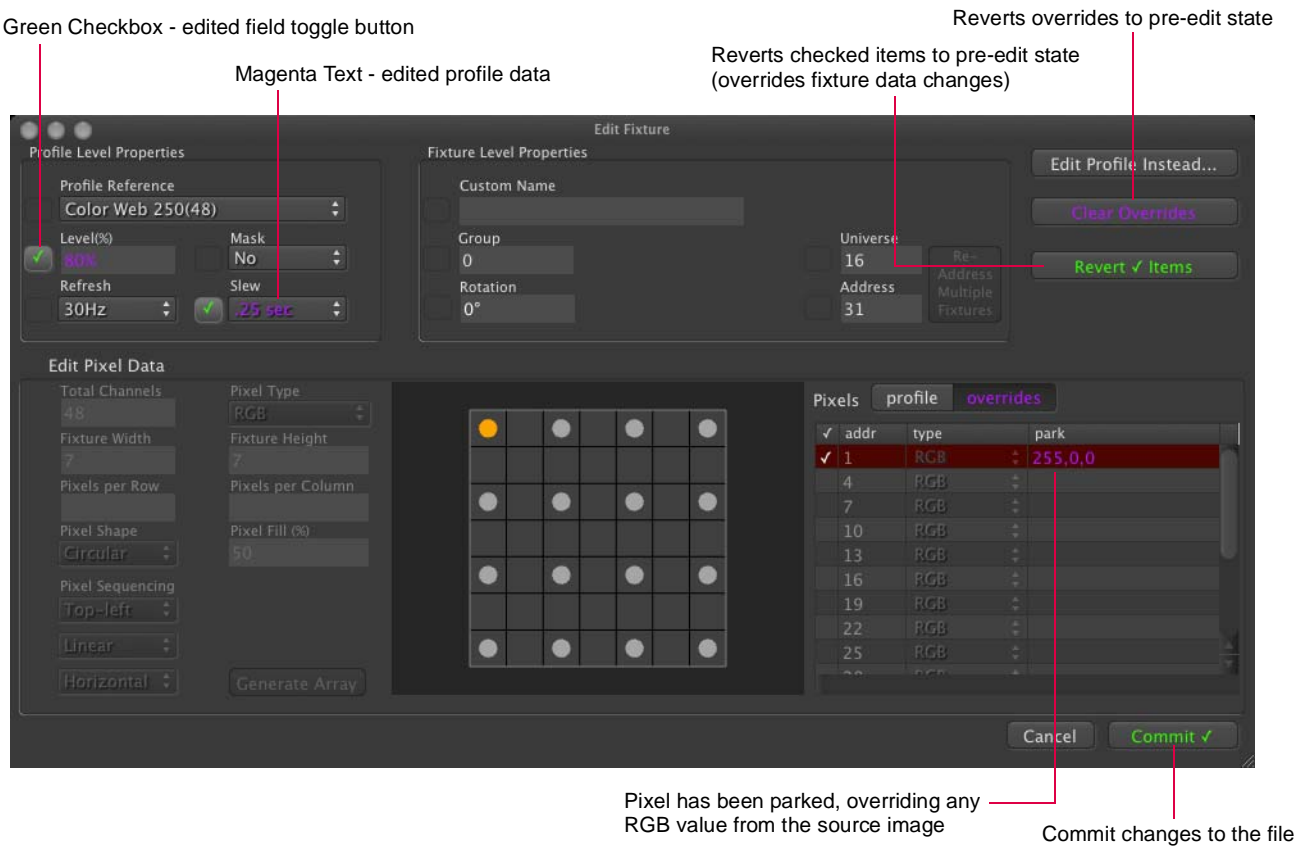 Green Checkbox - edited field toggle button
Reverts overrides to pre-edit state
Reverts checked items to pre-edit state
(overrides fixture data changes)
Magenta Text - edited profile data
Edit Fixture
Profile Level Properties
Profile Reference
Color Web 250(48)
Level(%)
80%
Mask
No
Refresh
30Hz
Slew
✓ .25 sec
Fixture Level Properties
Custom Name
Group
0
Rotation
0°
Universe
16
Address
31
Re-
Address
Multiple
Fixtures
Edit Profile Instead...
Clear Overrides
Revert ✓ Items
Edit Pixel Data
Total Channels
48
Pixel Type
RGB
Fixture Width
7
Fixture Height
7
Pixels per Row
Pixels per Column
Pixel Shape
Circular
Pixel Fill (%)
50
Pixel Sequencing
Top-left
Linear
Horizontal
Generate Array
Pixels profile overrides
✓ addr type park
✓ 1 RGB 255,0,0
4 RGB
7 RGB
10 RGB
13 RGB
16 RGB
19 RGB
22 RGB
25 RGB
Cancel
Commit ✓
Pixel has been parked, overriding any
RGB value from the source image
Commit changes to the file